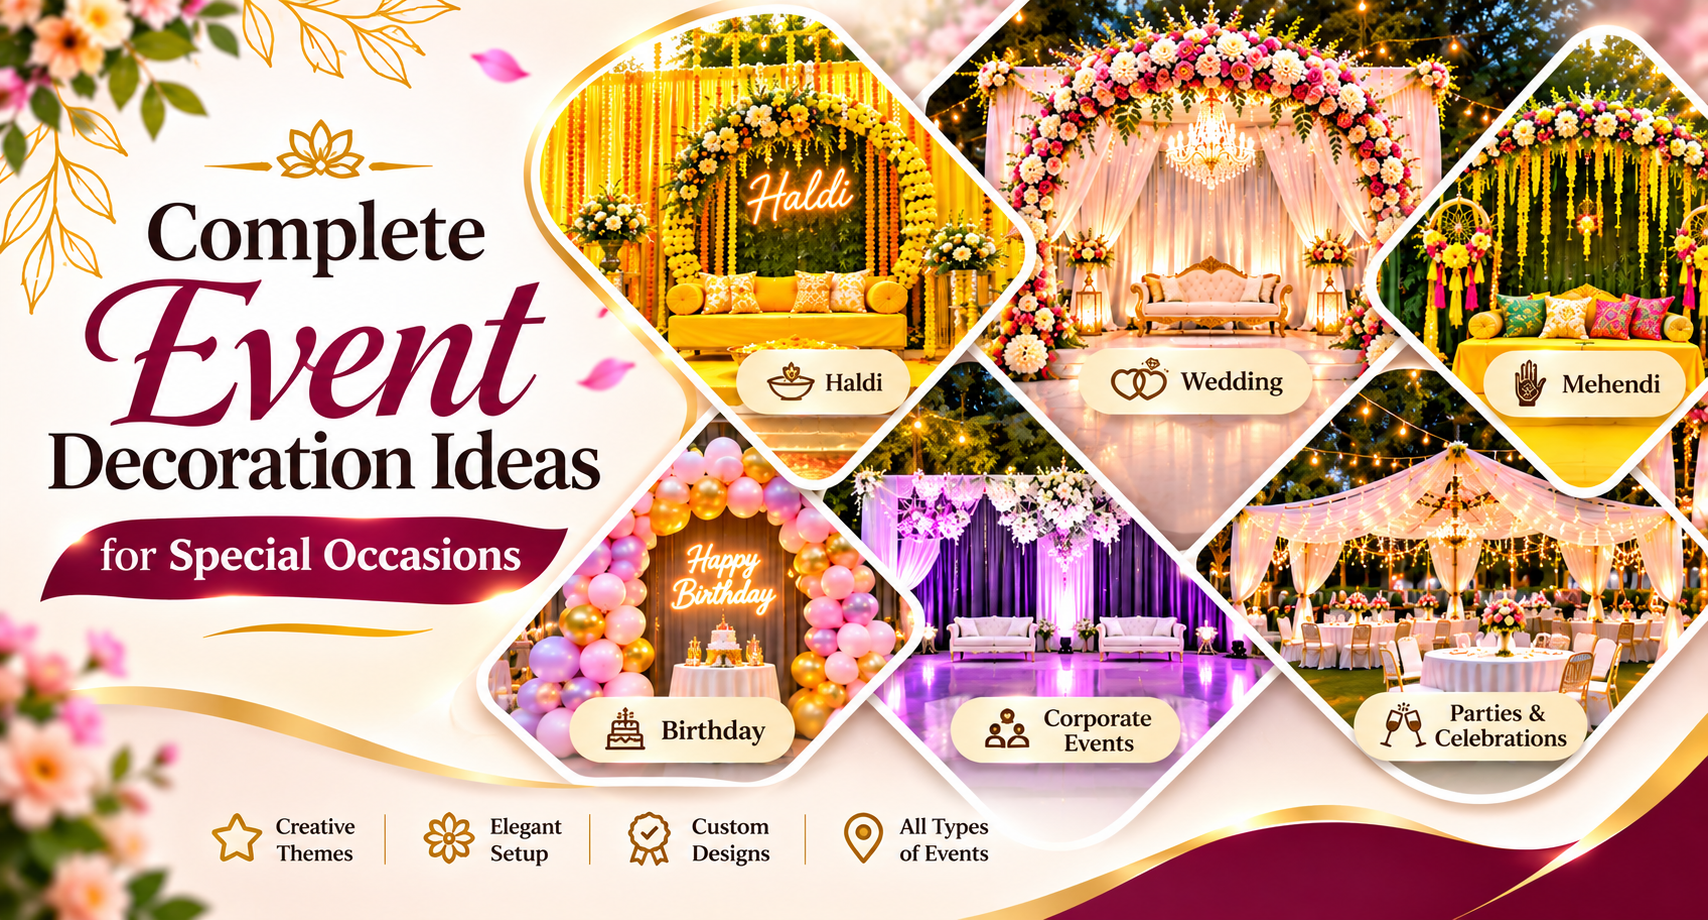 Complete
Event
Decoration Ideas
for Special Occasions
Haldi
Haldi
Wedding
Mehendi
Happy
Birthday
Birthday
Corporate
Events
Parties &
Celebrations
Creative
Themes
Elegant
Setup
Custom
Designs
All Types
of Events